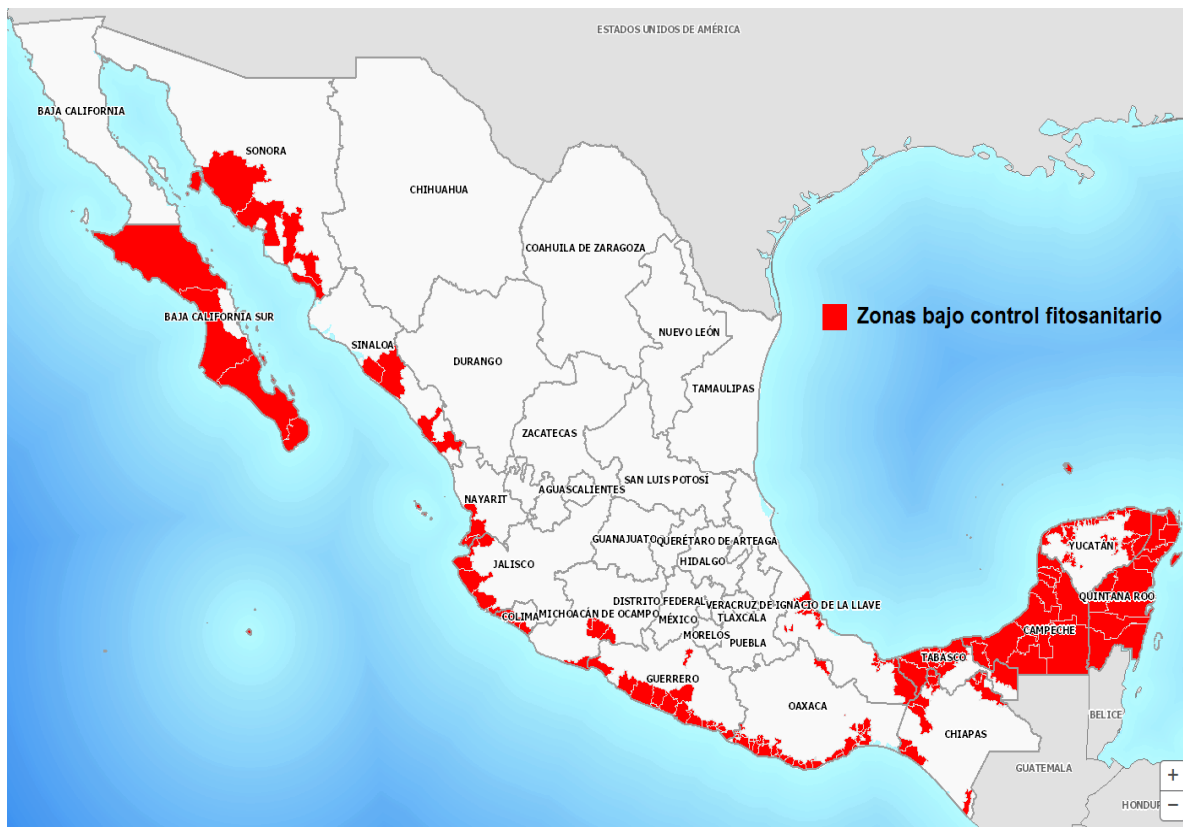 ESTADOS UNIDOS DE AMÉRICA
BAJA CALIFORNIA
SONORA
CHIHUAHUA
COAHUILA DE ZARAGOZA
BAJA CALIFORNIA SUR
Zonas bajo control fitosanitario
NUEVO LEÓN
SINALOA
DURANGO
TAMAULIPAS
ZACATECAS
SAN LUIS POTOSÍ
AGUASCALIENTES
NAYARIT
GUANAJUATO
QUERÉTARO DE ARTEAGA
YUCATÁN
JALISCO
HIDALGO
QUINTANA ROO
DISTRITO FEDERAL
VERACRUZ DE IGNACIO DE LA LLAVE
COLIMA
MICHOACÁN DE OCAMPO
MÉXICO
TLAXCALA
CAMPECHE
MORELOS
PUEBLA
TABASCO
GUERRERO
OAXACA
BELICE
CHIAPAS
GUATEMALA
+
HONDUR
−